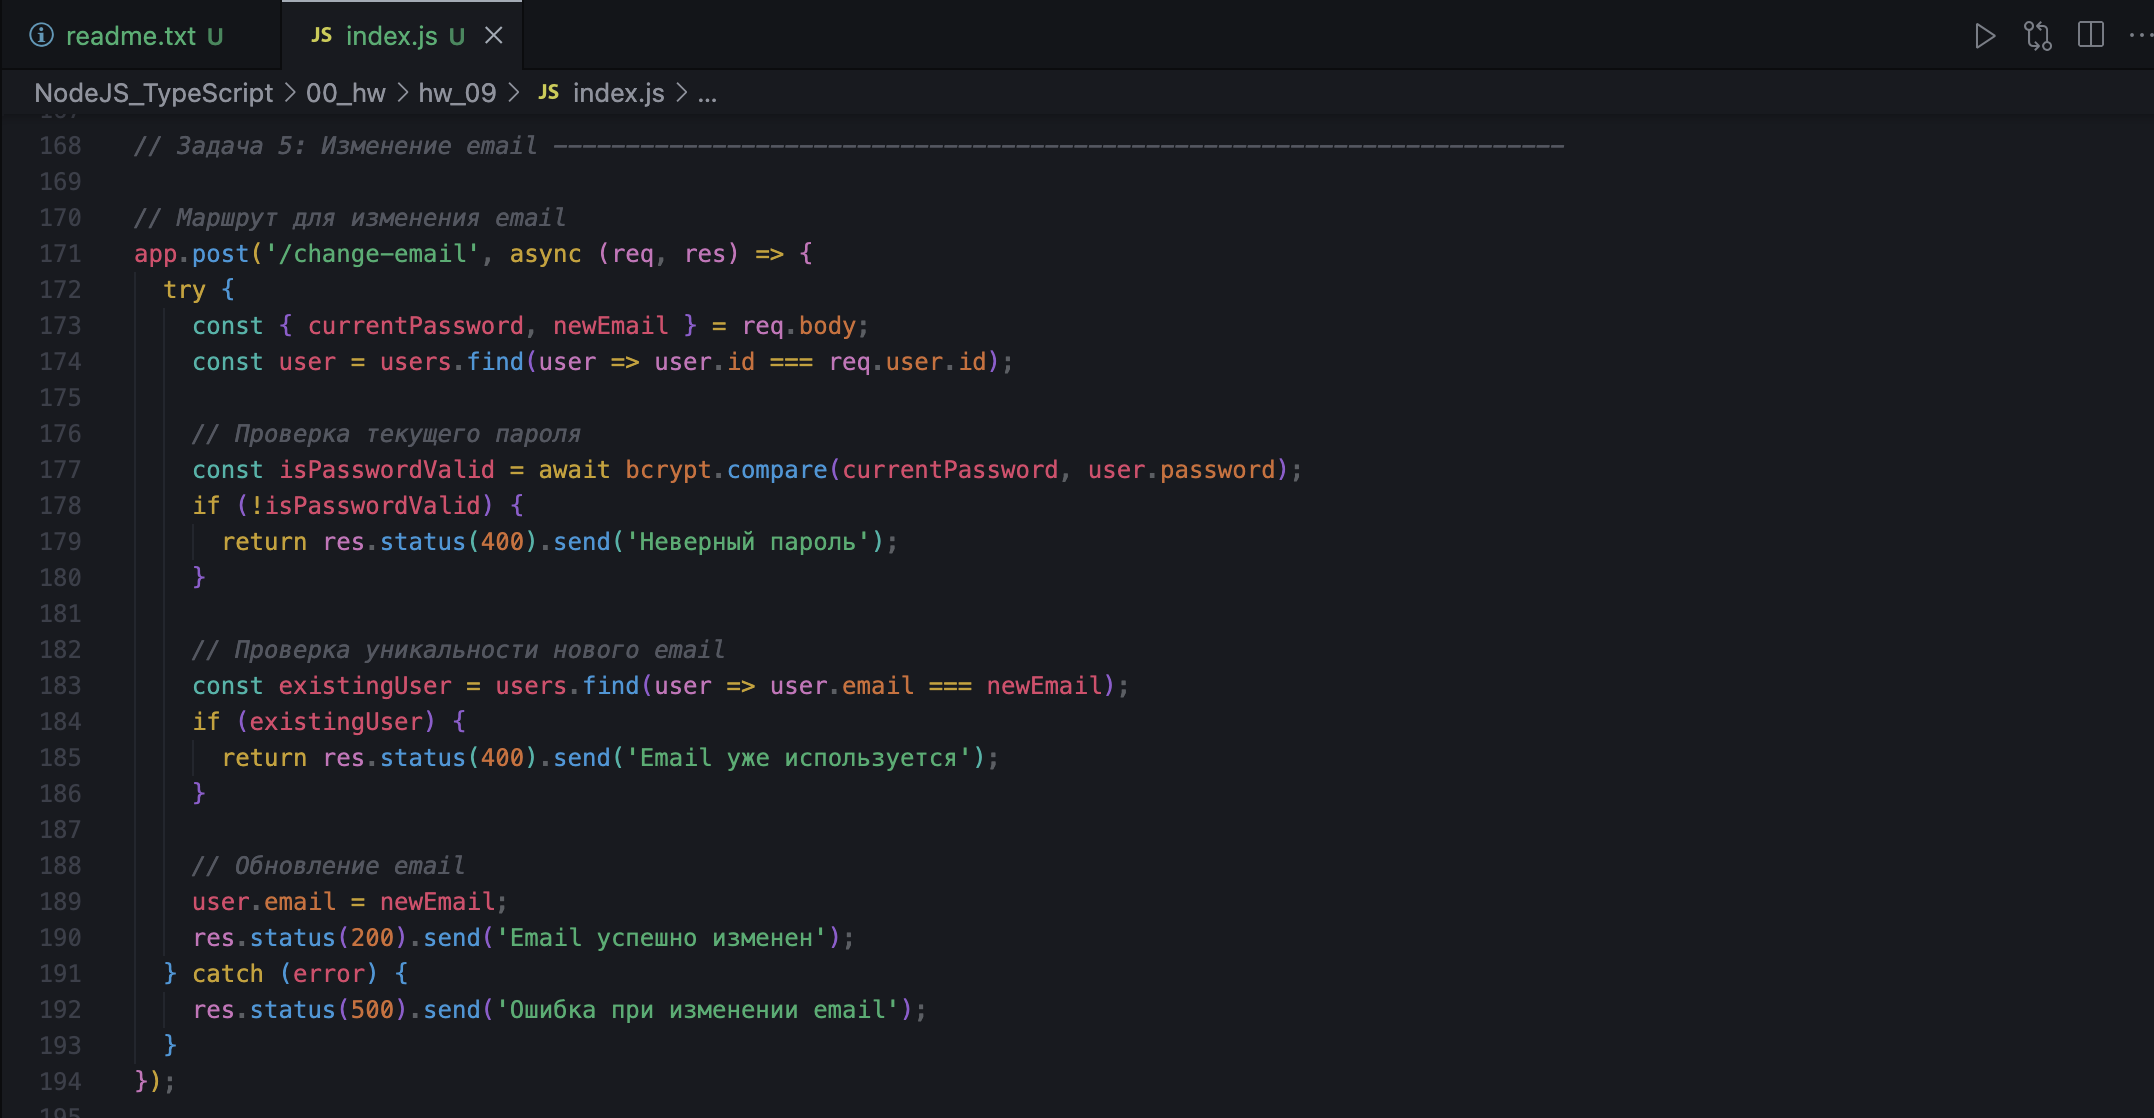 readme.txt U JS index.js U
NodeJS_TypeScript > 00_hw > hw_09 > JS index.js > ...
167
168 // Задача 5: Изменение email ----------------------------------------------------------------------
169
170 // Маршрут для изменения email
171 app.post('/change-email', async (req, res) => {
172   try {
173     const { currentPassword, newEmail } = req.body;
174     const user = users.find(user => user.id === req.user.id);
175
176     // Проверка текущего пароля
177     const isPasswordValid = await bcrypt.compare(currentPassword, user.password);
178     if (!isPasswordValid) {
179       return res.status(400).send('Неверный пароль');
180     }
181
182     // Проверка уникальности нового email
183     const existingUser = users.find(user => user.email === newEmail);
184     if (existingUser) {
185       return res.status(400).send('Email уже используется');
186     }
187
188     // Обновление email
189     user.email = newEmail;
190     res.status(200).send('Email успешно изменен');
191   } catch (error) {
192     res.status(500).send('Ошибка при изменении email');
193   }
194 });
195